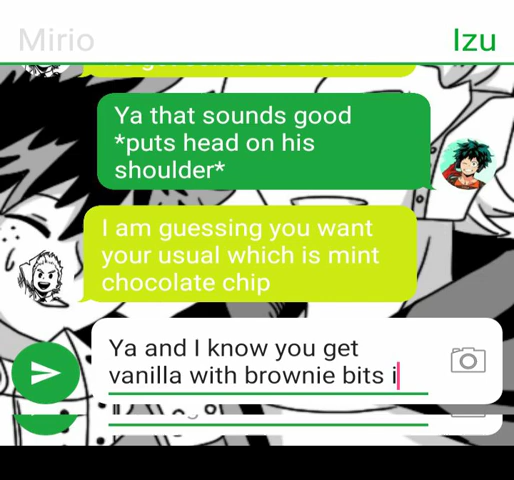 Mirio
Izu
Ya that sounds good
*puts head on his
shoulder*
I am guessing you want
your usual which is mint
chocolate chip
Ya and I know you get
vanilla with brownie bits i